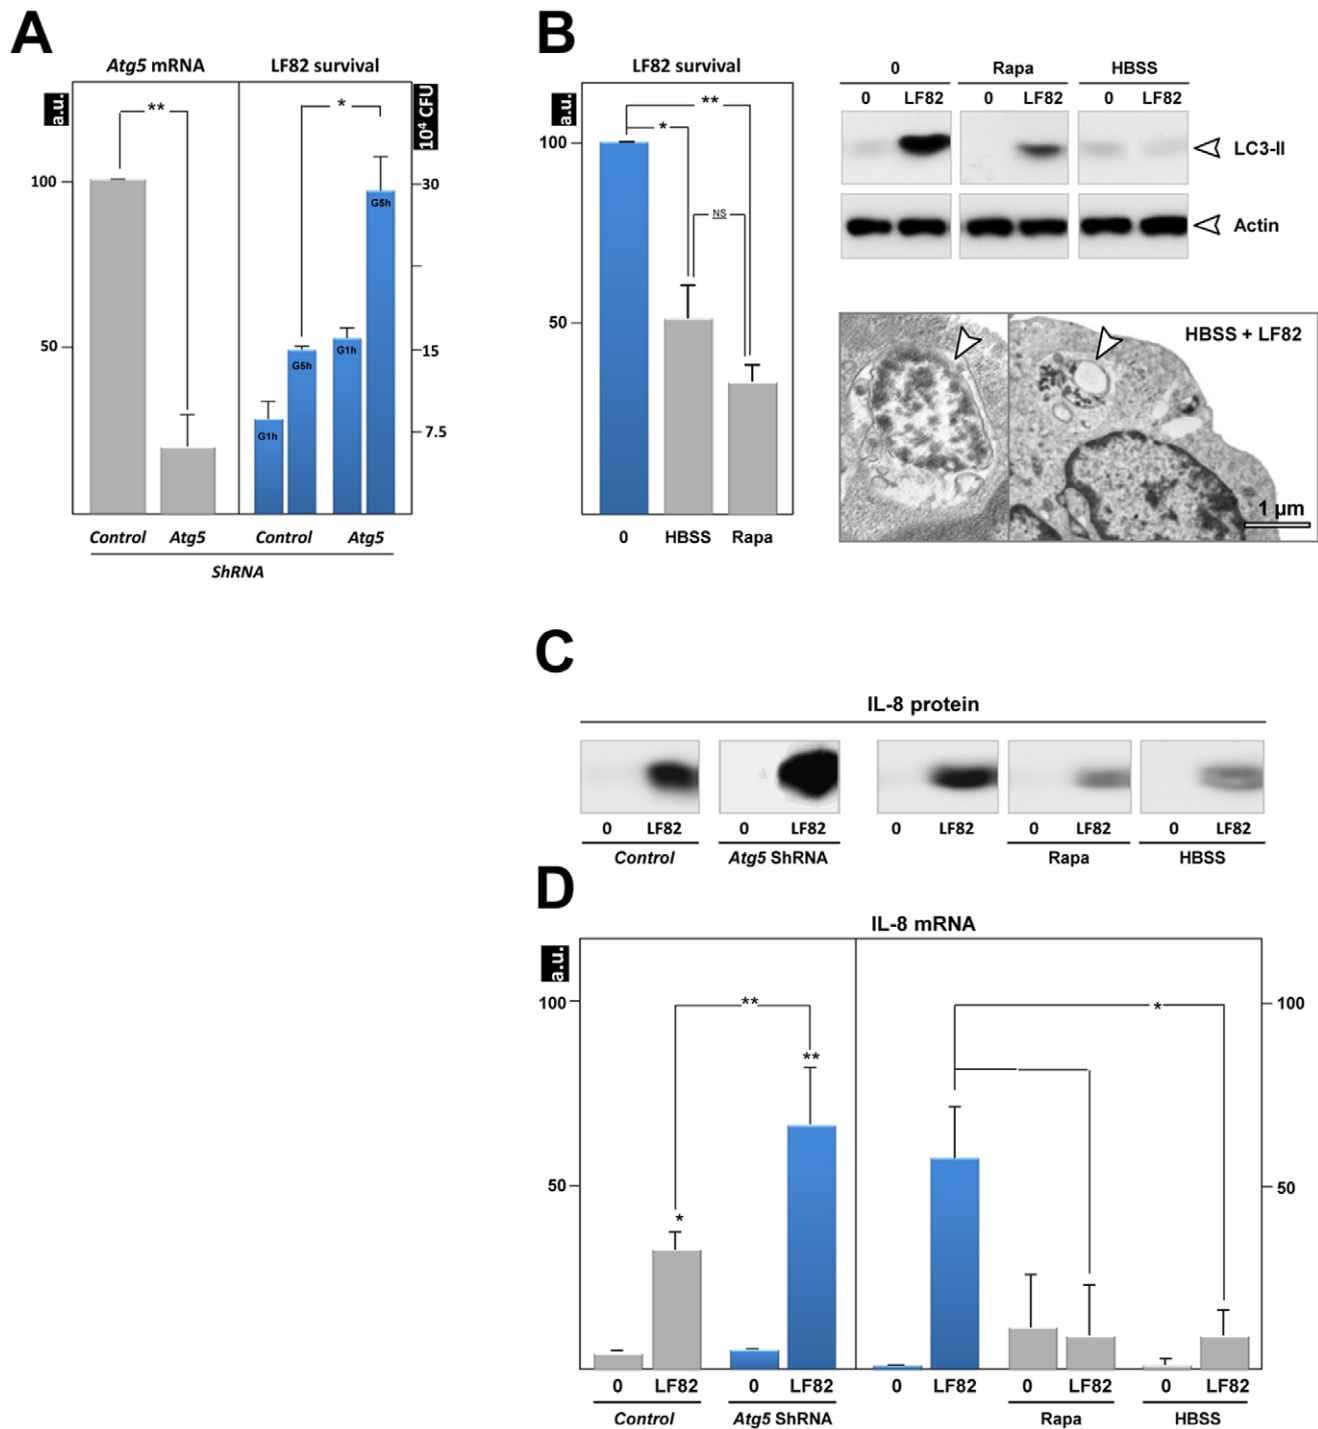 A
Atg5 mRNA
LF82 survival
a.u.
10⁴ CFU
**
*
100
50
30
15
7.5
G1h
G5h
G1h
G5h
Control
Atg5
Control
Atg5
ShRNA
B
LF82 survival
a.u.
**
*
NS
100
50
0
HBSS
Rapa
0
Rapa
HBSS
0
LF82
0
LF82
0
LF82
LC3-II
Actin
HBSS + LF82
1 µm
C
IL-8 protein
0
LF82
0
LF82
0
LF82
0
LF82
0
LF82
Control
Atg5 ShRNA
Rapa
HBSS
D
IL-8 mRNA
a.u.
100
50
**
**
*
*
100
50
0
LF82
0
LF82
0
LF82
0
LF82
0
LF82
Control
Atg5 ShRNA
Rapa
HBSS